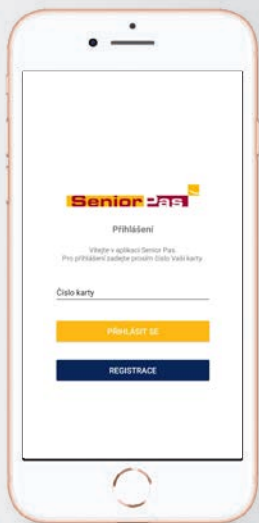 Senior Pas
Přihlášení
Vítejte v aplikaci Senior Pas.
Pro přihlášení zadejte prosím číslo Vaší karty.
Číslo karty
PŘIHLÁSIT SE
REGISTRACE